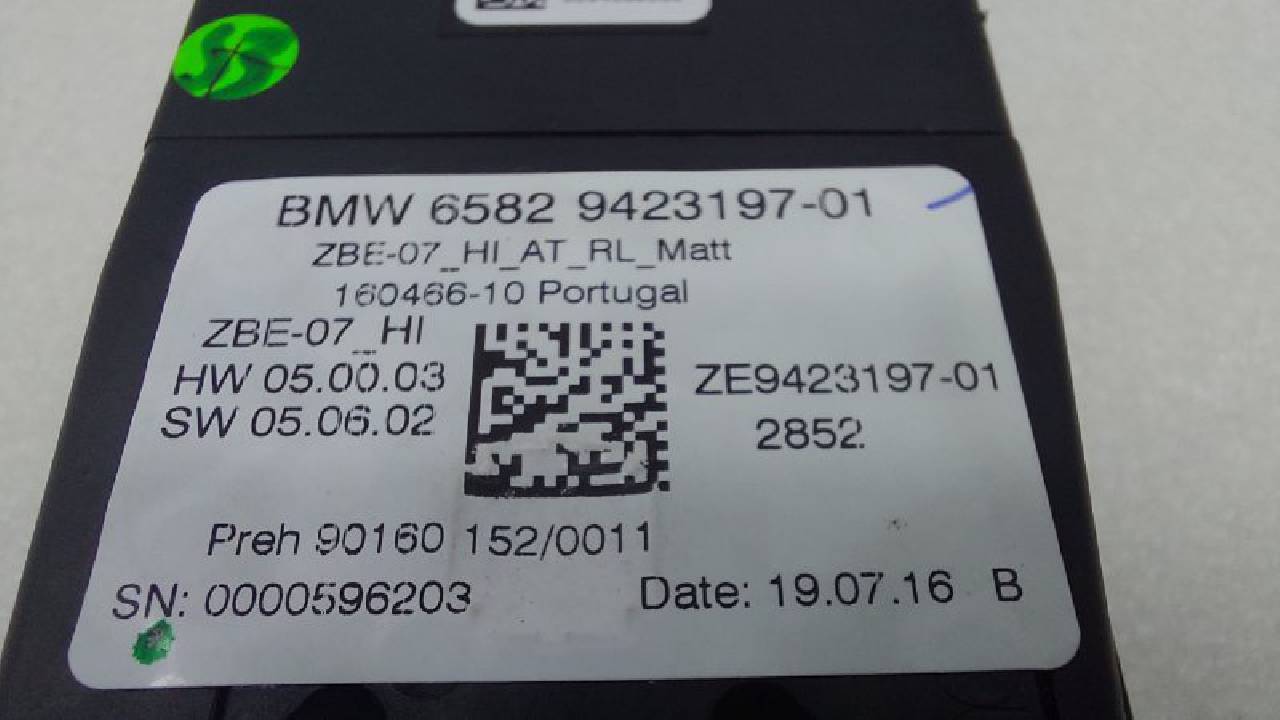 BMW 6582 9423197-01
ZBE-07_HI_AT_RL_Matt
160466-10 Portugal
ZBE-07_HI
HW 05.00.03
SW 05.06.02
ZE9423197-01
2852
Preh 90160 152/0011
SN: 0000596203
Date: 19.07.16 B